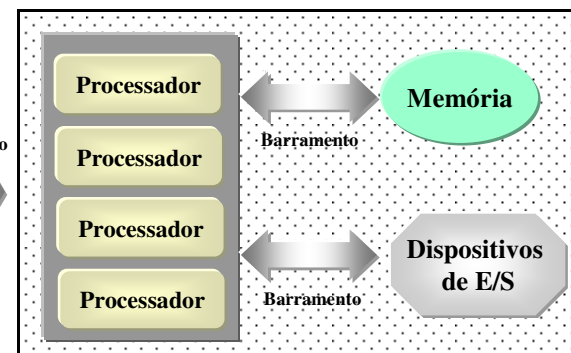 Processador
Processador
Processador
Processador
Barramento
Memória
Barramento
Dispositivos
de E/S